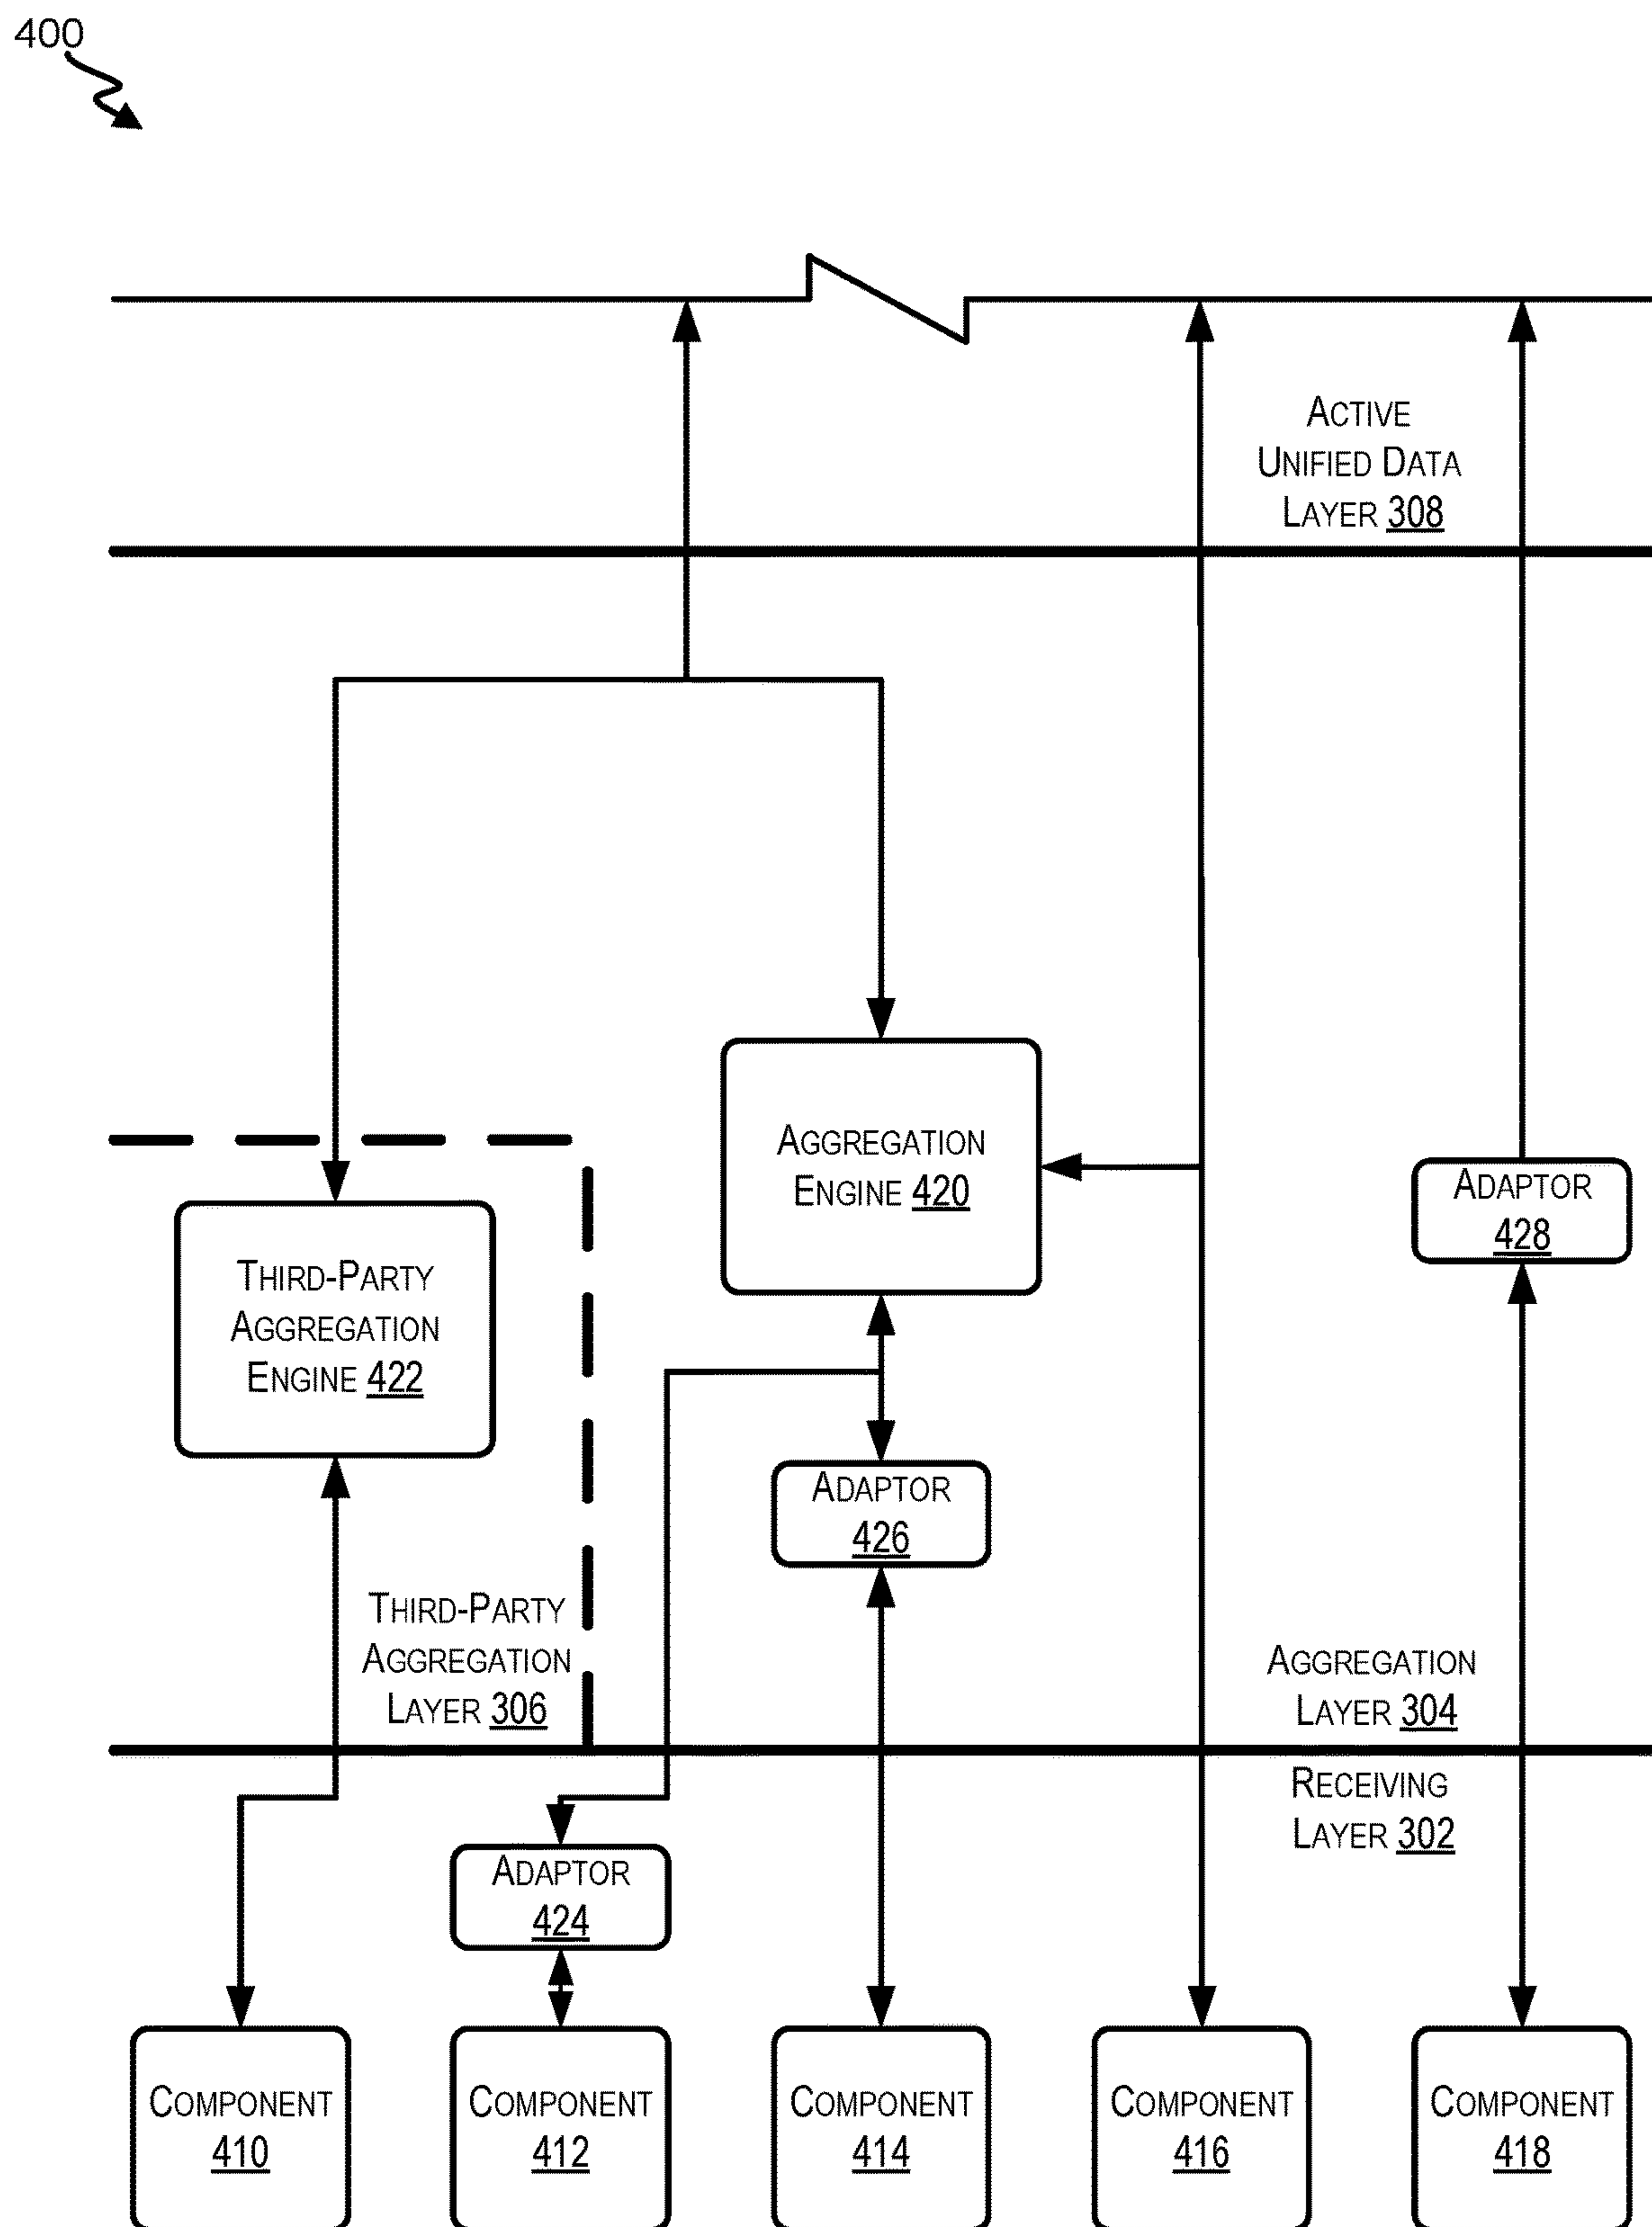 400
ACTIVE
UNIFIED DATA
LAYER 308
AGGREGATION
ENGINE 420
ADAPTOR
428
THIRD-PARTY
AGGREGATION
ENGINE 422
ADAPTOR
426
THIRD-PARTY
AGGREGATION
LAYER 306
AGGREGATION
LAYER 304
RECEIVING
LAYER 302
ADAPTOR
424
COMPONENT
410
COMPONENT
412
COMPONENT
414
COMPONENT
416
COMPONENT
418